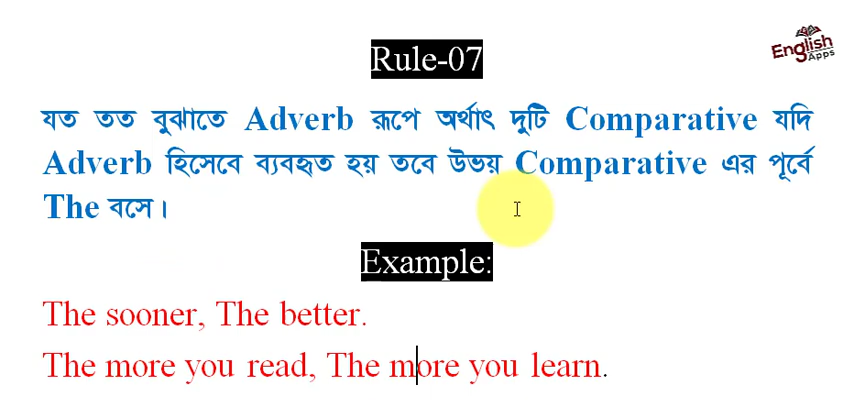 English
Apps
Rule-07
যত তত বুঝাতে Adverb রূপে অর্থাৎ দুটি Comparative যদি
Adverb হিসেবে ব্যবহৃত হয় তবে উভয় Comparative এর পূর্বে
The বসে।
Example:
The sooner, The better.
The more you read, The more you learn.